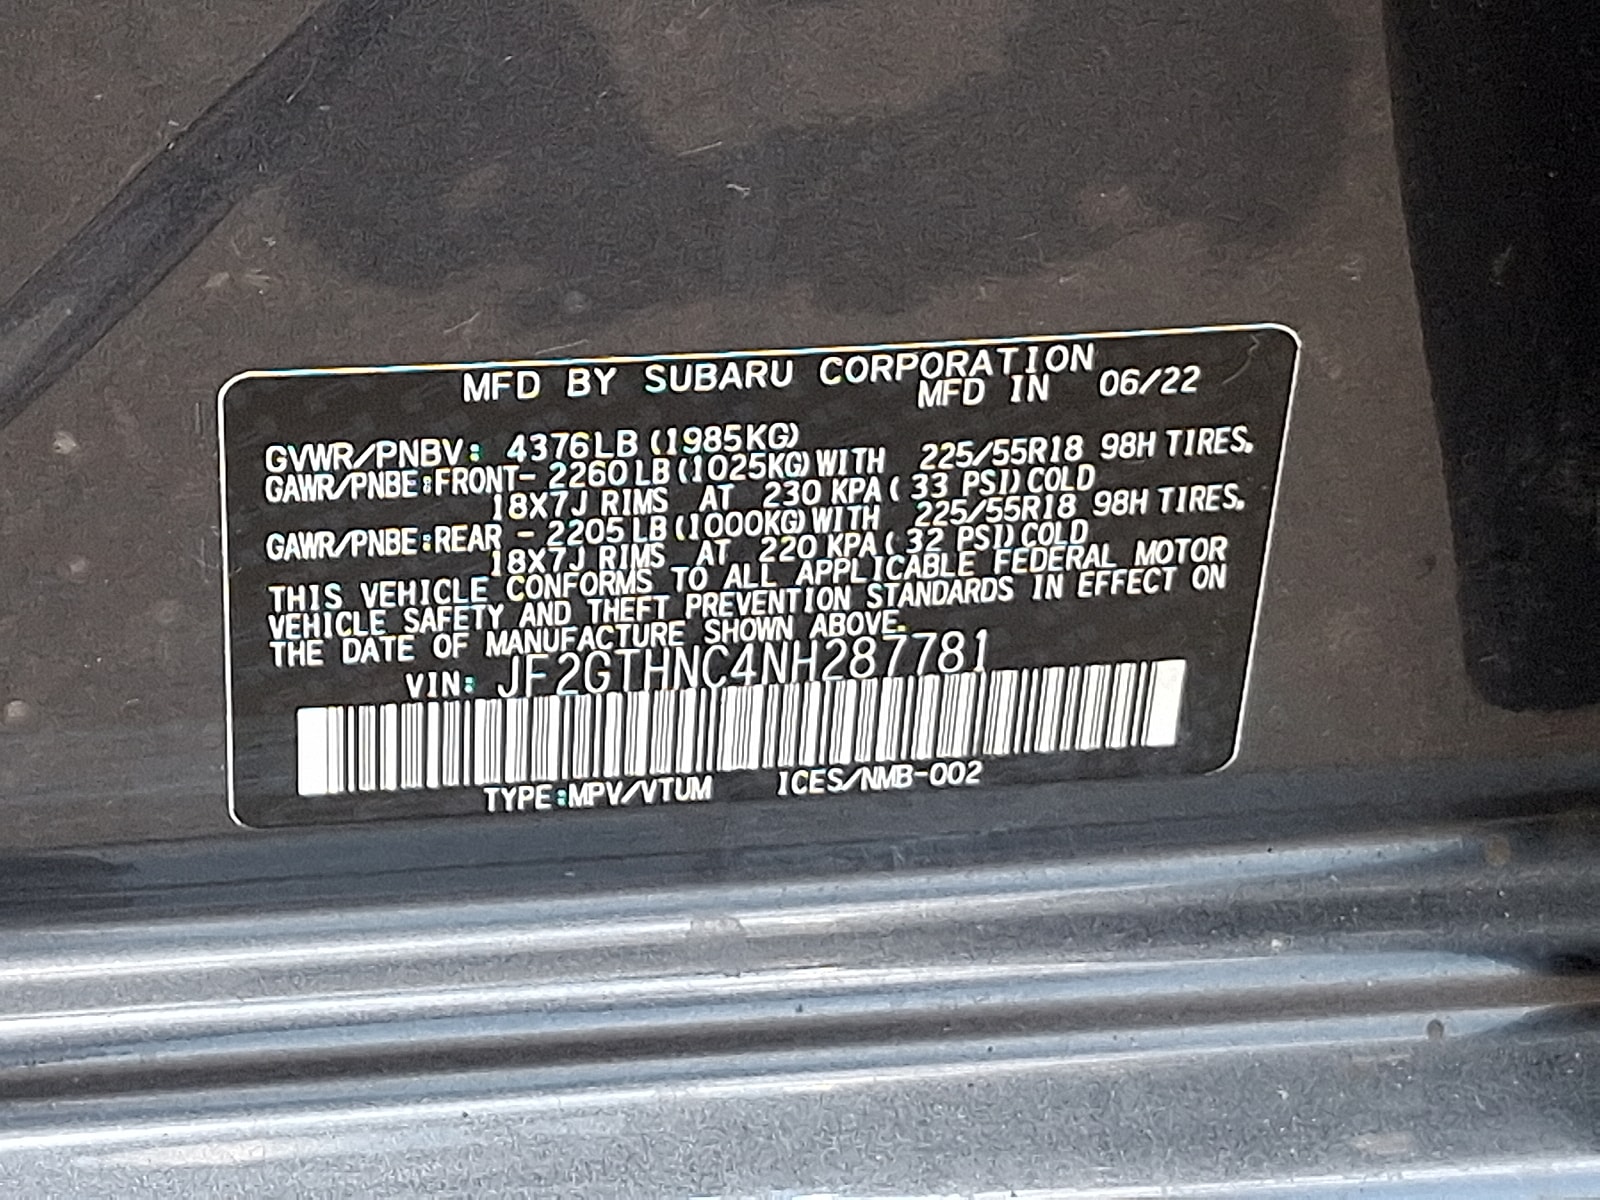 MFD BY SUBARU CORPORATION
MFD IN 06/22
GVWR/PNBV: 4376LB (1985KG)
GAWR/PNBE:FRONT- 2260LB (1025KG)WITH 225/55R18 98H TIRES.
18X7J RIMS AT 230 KPA( 33 PSI)COLD
GAWR/PNBE:REAR - 2205LB (1000KG)WITH 225/55R18 98H TIRES.
18X7J RIMS AT 220 KPA( 32 PSI)COLD
THIS VEHICLE CONFORMS TO ALL APPLICABLE FEDERAL MOTOR
VEHICLE SAFETY AND THEFT PREVENTION STANDARDS IN EFFECT ON
THE DATE OF MANUFACTURE SHOWN ABOVE.
VIN: JF2GTHNC4NH287781
TYPE:MPV/VTUM ICES/NMB-002